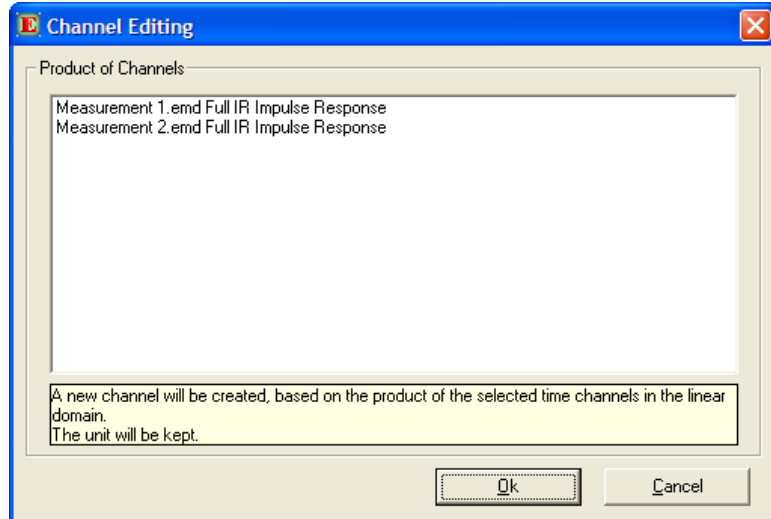 E Channel Editing
Product of Channels
Measurement 1.emd Full IR Impulse Response
Measurement 2.emd Full IR Impulse Response
A new channel will be created, based on the product of the selected time channels in the linear
domain.
The unit will be kept.
Ok Cancel